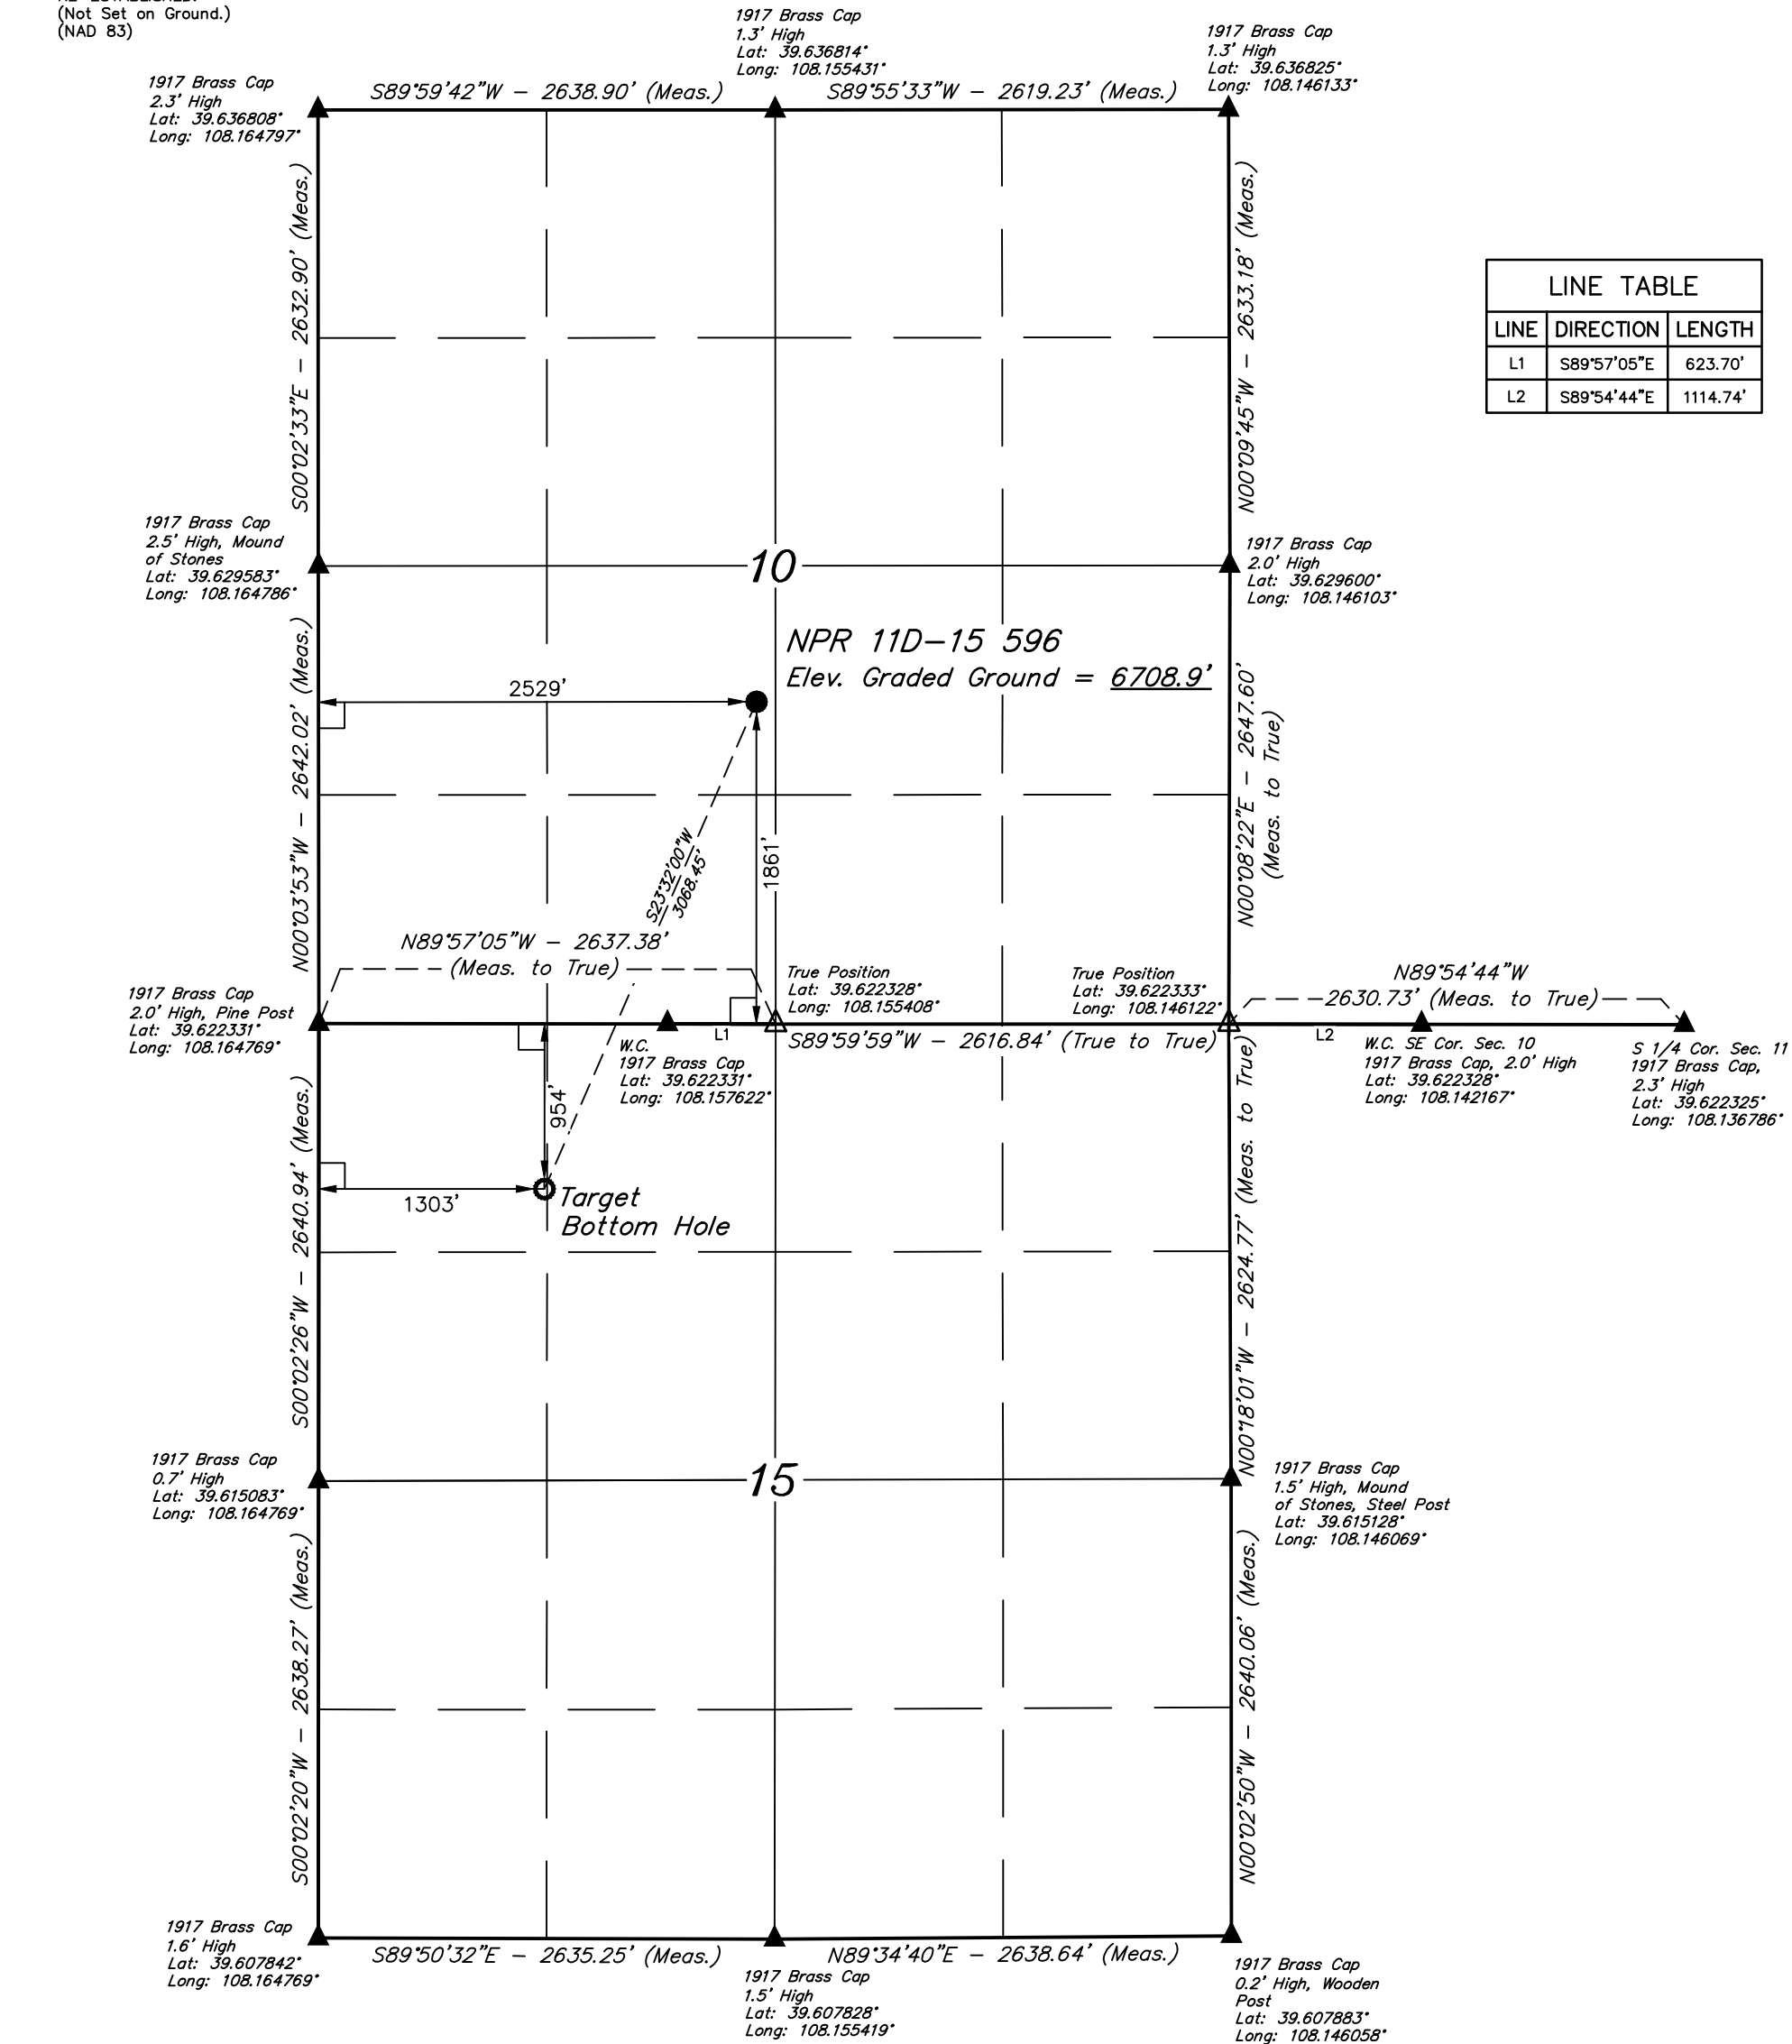 (Not Set on Ground.)
(NAD 83)
1917 Brass Cap
1.3' High
Lat: 39.636814°
Long: 108.155431°
1917 Brass Cap
1.3' High
Lat: 39.636825°
Long: 108.146133°
1917 Brass Cap
2.3' High
Lat: 39.636808°
Long: 108.164797°
S89°59'42"W - 2638.90' (Meas.)
S89°55'33"W - 2619.23' (Meas.)
S00°02'33"E - 2632.90' (Meas.)
N00°09'45"W - 2633.18' (Meas.)
LINE TABLE
LINE DIRECTION LENGTH
L1 S89°57'05"E 623.70'
L2 S89°54'44"E 1114.74'
1917 Brass Cap
2.5' High, Mound
of Stones
Lat: 39.629583°
Long: 108.164786°
10
1917 Brass Cap
2.0' High
Lat: 39.629600°
Long: 108.146103°
NPR 11D-15 596
Elev. Graded Ground = 6708.9'
2529'
N00°03'53"W - 2642.02' (Meas.)
S23°32'00"W
3068.45'
1861'
N00°08'22"E - 2647.60'
(Meas. to True)
N89°57'05"W - 2637.38'
(Meas. to True)
True Position
Lat: 39.622328°
Long: 108.155408°
True Position
Lat: 39.622333°
Long: 108.146122°
N89°54'44"W
2630.73' (Meas. to True)
1917 Brass Cap
2.0' High, Pine Post
Lat: 39.622331°
Long: 108.164769°
L1
S89°59'59"W - 2616.84' (True to True)
L2
W.C.
1917 Brass Cap
Lat: 39.622331°
Long: 108.157622°
W.C. SE Cor. Sec. 10
1917 Brass Cap, 2.0' High
Lat: 39.622328°
Long: 108.142167°
S 1/4 Cor. Sec. 11
1917 Brass Cap,
2.3' High
Lat: 39.622325°
Long: 108.136786°
954'
1303'
Target
Bottom Hole
S00°02'26"W - 2640.94' (Meas.)
N00°18'01"W - 2624.77' (Meas. to True)
1917 Brass Cap
0.7' High
Lat: 39.615083°
Long: 108.164769°
15
1917 Brass Cap
1.5' High, Mound
of Stones, Steel Post
Lat: 39.615128°
Long: 108.146069°
S00°02'20"W - 2638.27' (Meas.)
N00°02'50"W - 2640.06' (Meas.)
1917 Brass Cap
1.6' High
Lat: 39.607842°
Long: 108.164769°
S89°50'32"E - 2635.25' (Meas.)
N89°34'40"E - 2638.64' (Meas.)
1917 Brass Cap
1.5' High
Lat: 39.607828°
Long: 108.155419°
1917 Brass Cap
0.2' High, Wooden
Post
Lat: 39.607883°
Long: 108.146058°